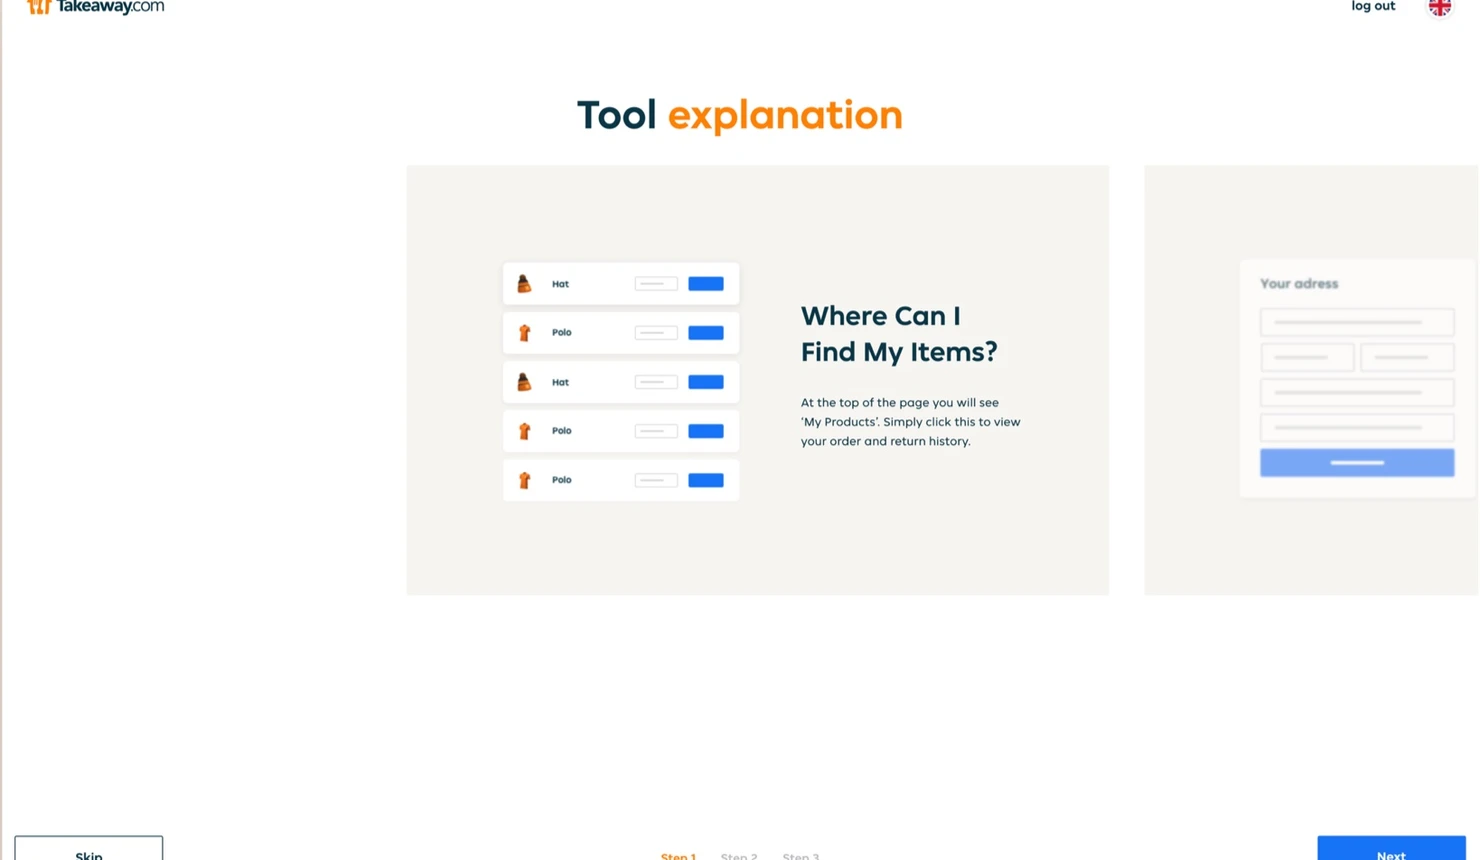 Takeaway.com
log out
Tool explanation
Hat
Polo
Hat
Polo
Polo
Where Can I
Find My Items?
At the top of the page you will see
‘My Products’. Simply click this to view
your order and return history.
Your adress
Skip
Step 1 Step 2 Step 3
Next